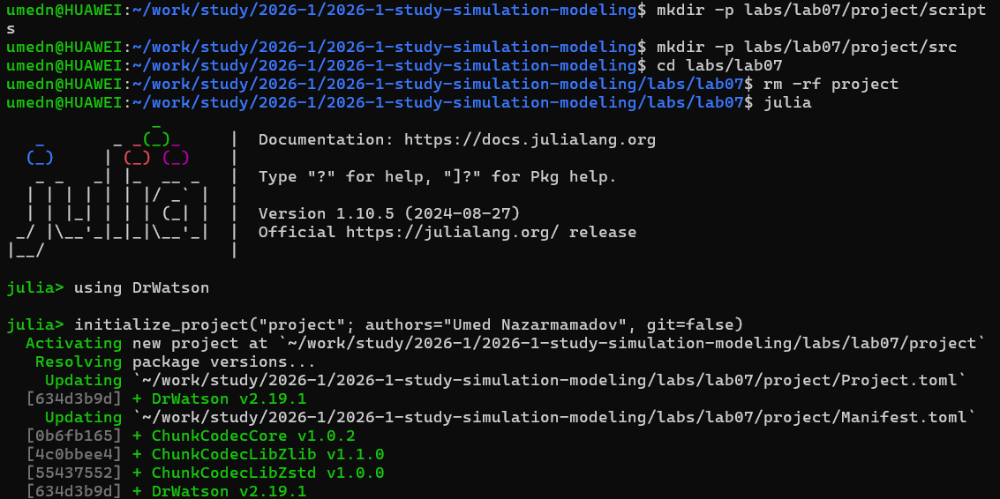 umedn@HUAWEI:~/work/study/2026-1/2026-1-study-simulation-modeling$ mkdir -p labs/lab07/project/script
s
umedn@HUAWEI:~/work/study/2026-1/2026-1-study-simulation-modeling$ mkdir -p labs/lab07/project/src
umedn@HUAWEI:~/work/study/2026-1/2026-1-study-simulation-modeling$ cd labs/lab07
umedn@HUAWEI:~/work/study/2026-1/2026-1-study-simulation-modeling/labs/lab07$ rm -rf project
umedn@HUAWEI:~/work/study/2026-1/2026-1-study-simulation-modeling/labs/lab07$ julia
               _
   _       _ _(_)_     |  Documentation: https://docs.julialang.org
  (_)     | (_) (_)    |
   _ _   _| |_  __ _   |  Type "?" for help, "]?" for Pkg help.
  | | | | | | |/ _` |  |
  | | |_| | | | (_| |  |  Version 1.10.5 (2024-08-27)
 _/ |\__'_|_|_|\__'_|  |  Official https://julialang.org/ release
|__/                   |
julia> using DrWatson
julia> initialize_project("project"; authors="Umed Nazarmamadov", git=false)
  Activating new project at `~/work/study/2026-1/2026-1-study-simulation-modeling/labs/lab07/project`
   Resolving package versions...
    Updating `~/work/study/2026-1/2026-1-study-simulation-modeling/labs/lab07/project/Project.toml`
  [634d3b9d] + DrWatson v2.19.1
    Updating `~/work/study/2026-1/2026-1-study-simulation-modeling/labs/lab07/project/Manifest.toml`
  [0b6fb165] + ChunkCodecCore v1.0.2
  [4c0bbee4] + ChunkCodecLibZlib v1.1.0
  [55437552] + ChunkCodecLibZstd v1.0.0
  [634d3b9d] + DrWatson v2.19.1